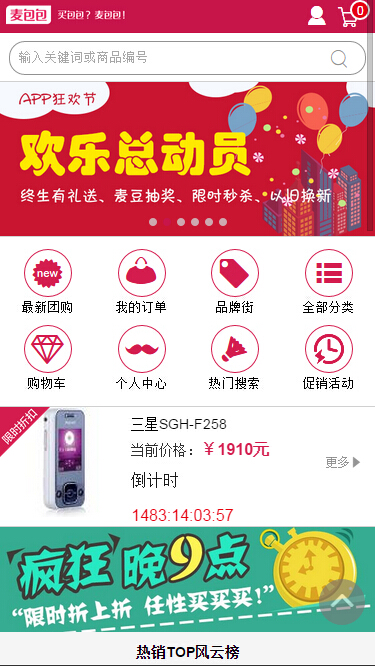 麦包包 买包包？麦包包！
0
输入关键词或商品编号
APP狂欢节
欢乐总动员
终生有礼送、麦豆抽奖、限时秒杀、以旧换新
new
最新团购 我的订单 品牌街 全部分类
购物车 个人中心 热门搜索 促销活动
限时折扣
三星SGH-F258
当前价格：￥1910元
更多
倒计时
1483:14:03:57
疯狂晚9点
“限时折上折 任性买买买！”
热销TOP风云榜